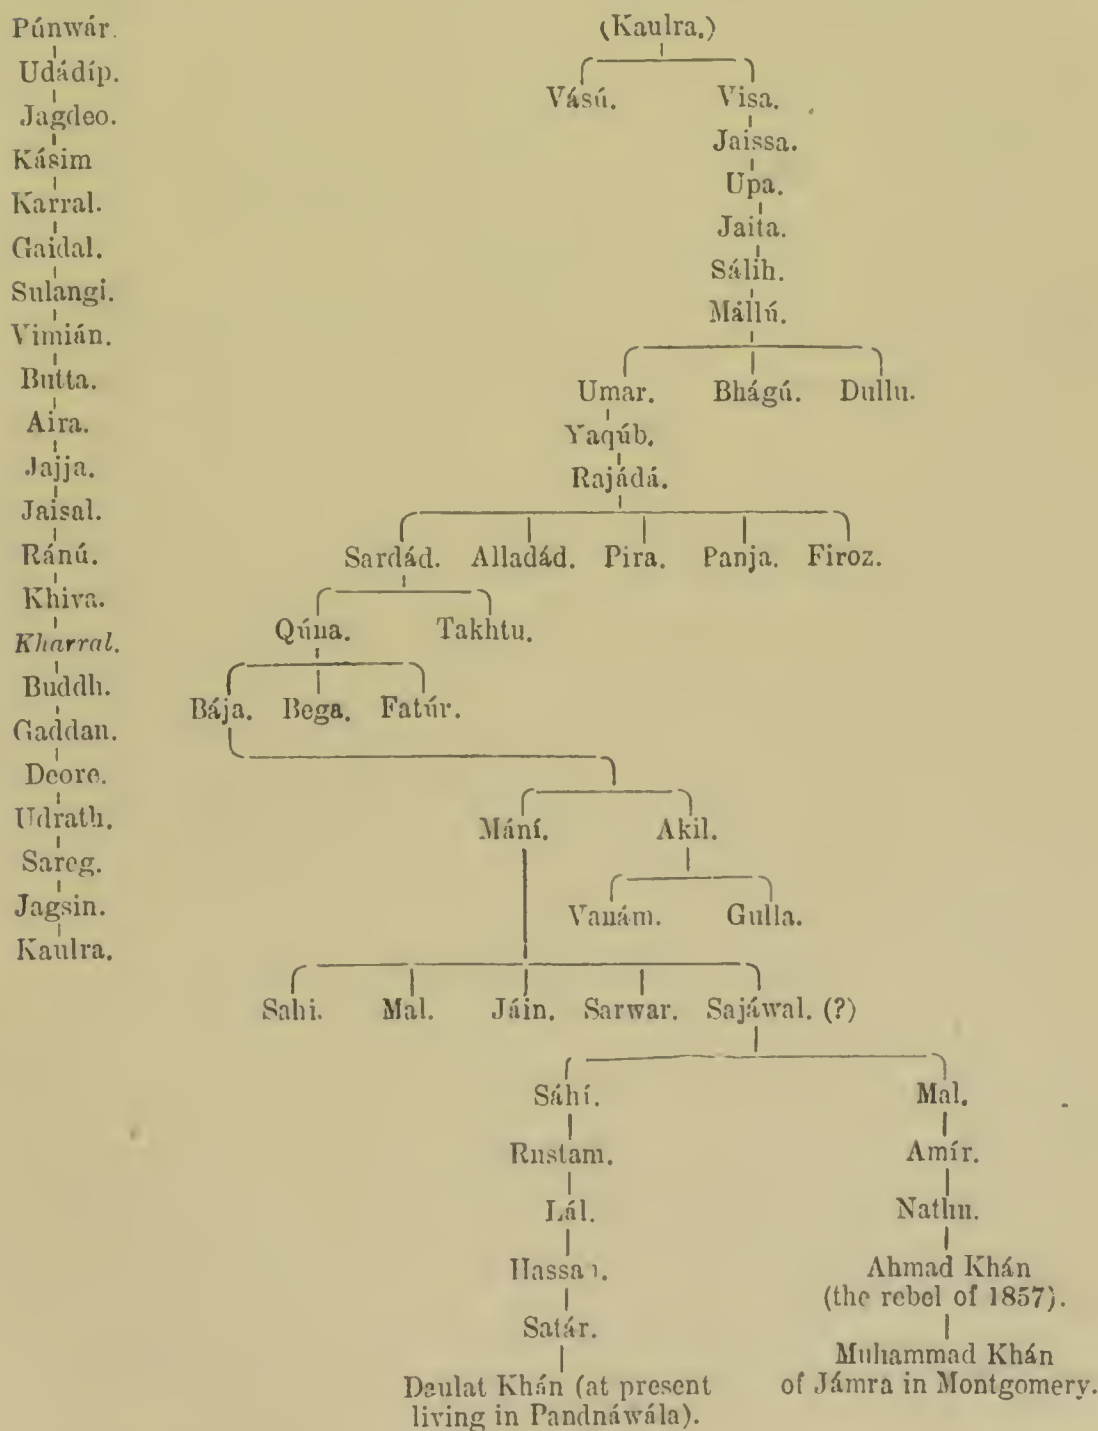 Púnwár.
Udádíp.
Jagdeo.
Kásim
Karral.
Gaidal.
Sulangi.
Vimián.
Butta.
Aira.
Jajja.
Jaisal.
Ránú.
Khiva.
Kharral.
Buddh.
Gaddan.
Deore.
Udrath.
Sareg.
Jagsin.
Kaulra.
(Kaulra.)
Vású. Visa.
Jaissa.
Upa.
Jaita.
Sálih.
Mallú.
Umar. Bhágú. Dullu.
Yaqúb.
Rajádá.
Sardád. Alladád. Pira. Panja. Firoz.
Qúna. Takhtu.
Bája. Bega. Fatúr.
Mání. Akil.
Vanám. Gulla.
Sahi. Mal. Jáin. Sarwar. Sajáwal. (?)
Sáhí. Mal.
Rustam. Amír.
Lál. Nathu.
Hassan. Ahmad Khán
(the rebel of 1857).
Satár.
Muhammad Khán
of Jámra in Montgomery.
Daulat Khán (at present
living in Pandnáwála).